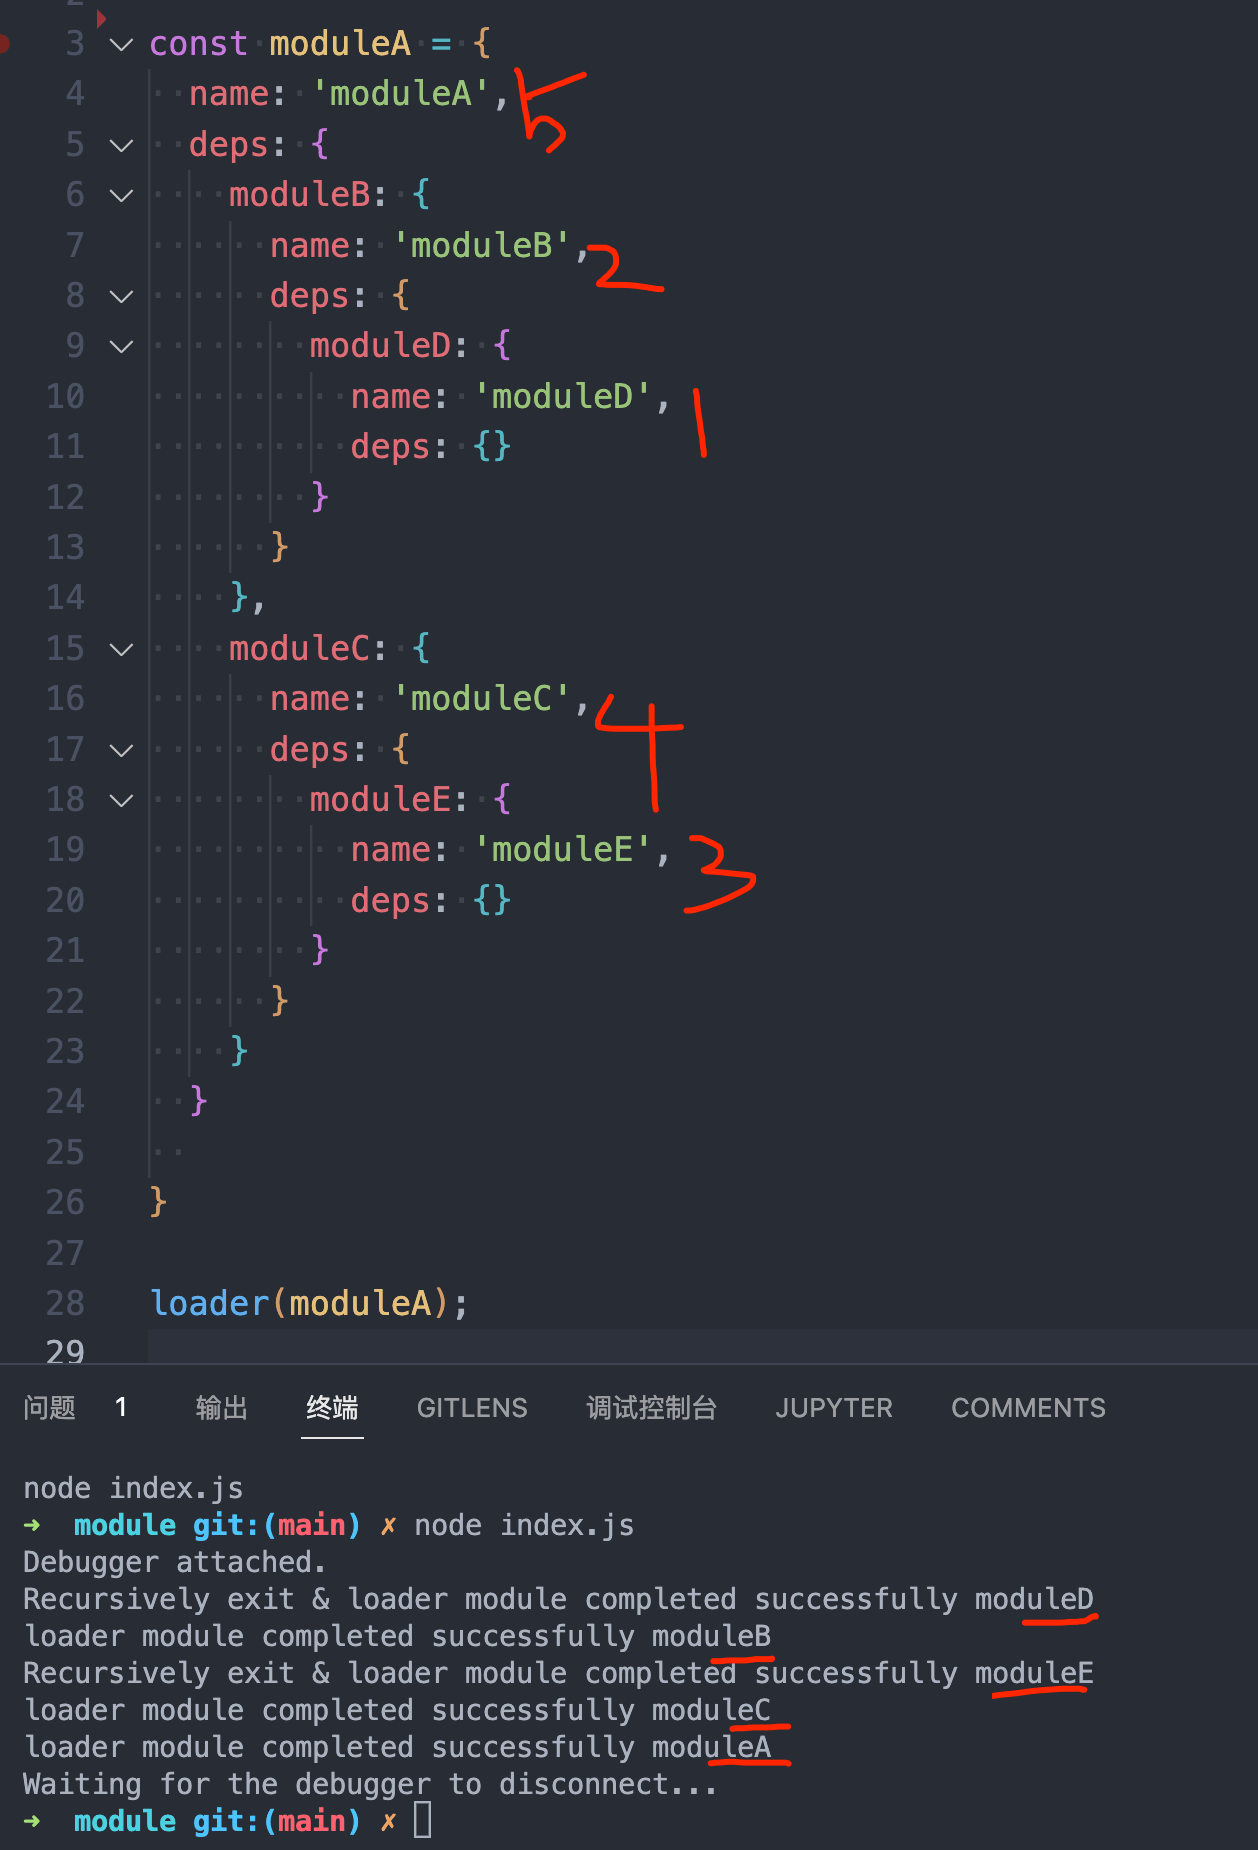 3 const moduleA = {
4 name: 'moduleA', 5
5 deps: {
6 moduleB: {
7 name: 'moduleB', 2
8 deps: {
9 moduleD: {
10 name: 'moduleD', 1
11 deps: {}
12 }
13 }
14 },
15 moduleC: {
16 name: 'moduleC', 4
17 deps: {
18 moduleE: {
19 name: 'moduleE', 3
20 deps: {}
21 }
22 }
23 }
24 }
25
26 }
27
28 loader(moduleA);
29
问题 1 输出 终端 GITLENS 调试控制台 JUPYTER COMMENTS
node index.js
➜ module git:(main) ✗ node index.js
Debugger attached.
Recursively exit & loader module completed successfully moduleD
loader module completed successfully moduleB
Recursively exit & loader module completed successfully moduleE
loader module completed successfully moduleC
loader module completed successfully moduleA
Waiting for the debugger to disconnect...
➜ module git:(main) ✗